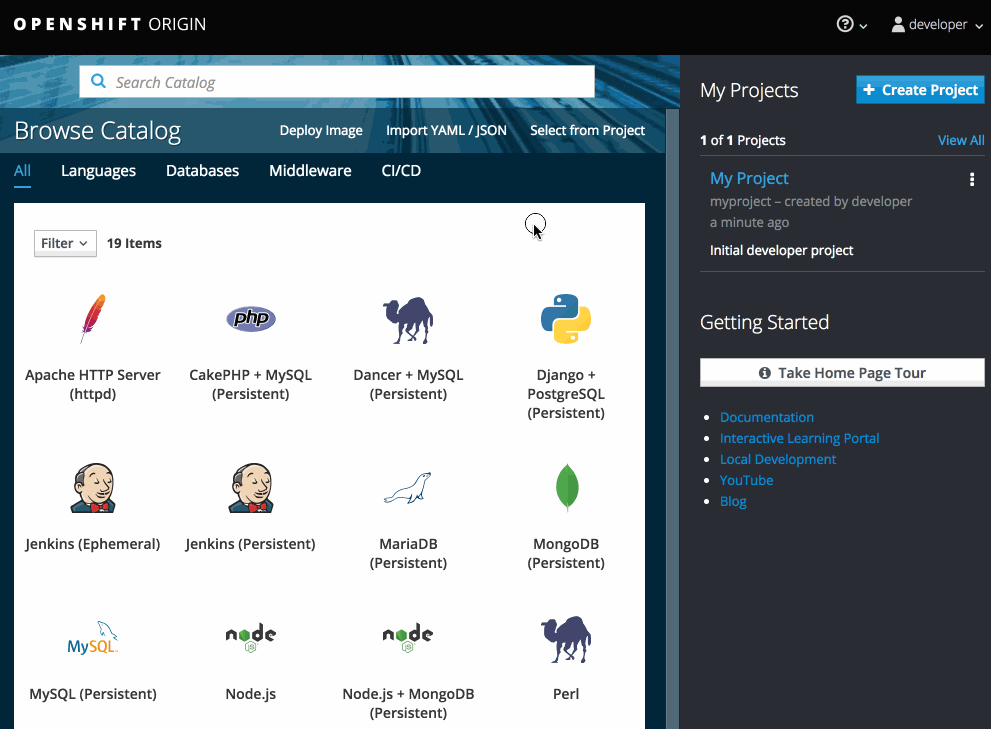 OPENSHIFT ORIGIN
developer
Search Catalog
Browse Catalog
Deploy Image
Import YAML / JSON
Select from Project
All
Languages
Databases
Middleware
CI/CD
Filter
19 Items
Apache HTTP Server
(httpd)
php
CakePHP + MySQL
(Persistent)
Dancer + MySQL
(Persistent)
Django +
PostgreSQL
(Persistent)
Jenkins (Ephemeral)
Jenkins (Persistent)
MariaDB
(Persistent)
MongoDB
(Persistent)
MySQL
MySQL (Persistent)
node
JS
Node.js
node
JS
Node.js + MongoDB
(Persistent)
Perl
My Projects
+ Create Project
1 of 1 Projects
View All
My Project
myproject – created by developer
a minute ago
Initial developer project
Getting Started
Take Home Page Tour
Documentation
Interactive Learning Portal
Local Development
YouTube
Blog